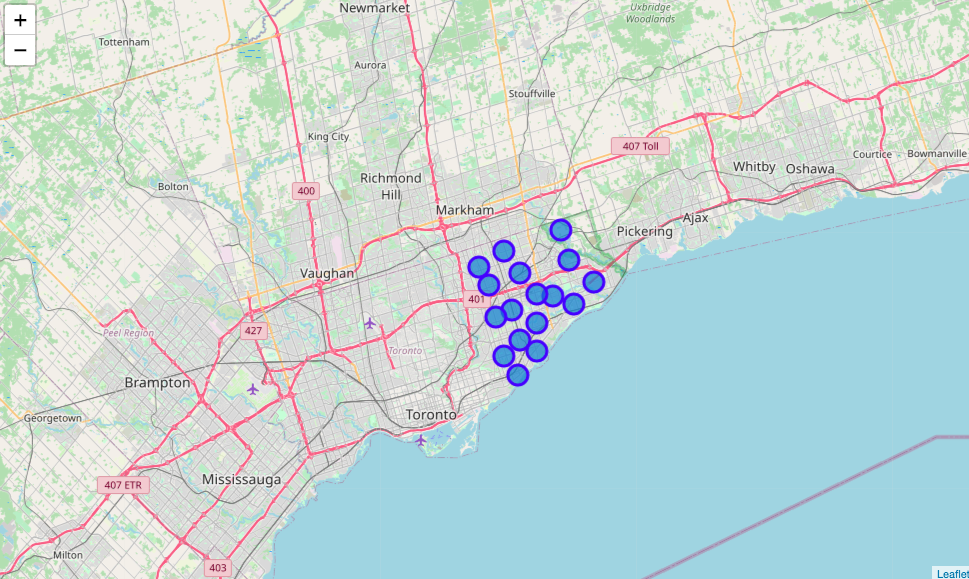 +
−
Newmarket
Uxbridge
Woodlands
Tottenham
Aurora
Stouffville
King City
407 Toll
Courtice
Bowmanville
Whitby
Oshawa
Richmond
Hill
Bolton
400
Markham
Ajax
Pickering
Vaughan
401
427
Peel Region
Toronto
Brampton
Georgetown
Toronto
Mississauga
407 ETR
Milton
403
Leaflet